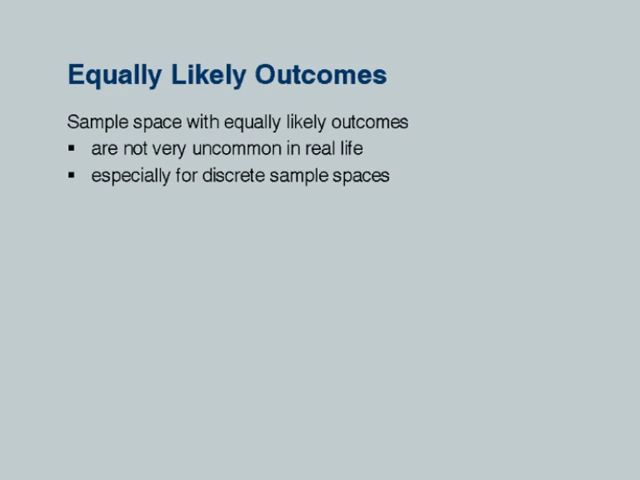 Equally Likely Outcomes
Sample space with equally likely outcomes
▪ are not very uncommon in real life
▪ especially for discrete sample spaces